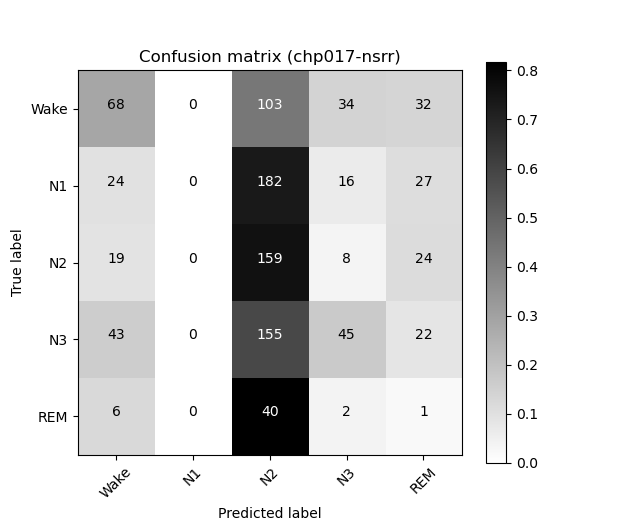 Confusion matrix (chp017-nsrr)
Wake 68 0 103 34 32
N1 24 0 182 16 27
N2 19 0 159 8 24
N3 43 0 155 45 22
REM 6 0 40 2 1
Wake N1 N2 N3 REM
True label
Predicted label
0.8
0.7
0.6
0.5
0.4
0.3
0.2
0.1
0.0